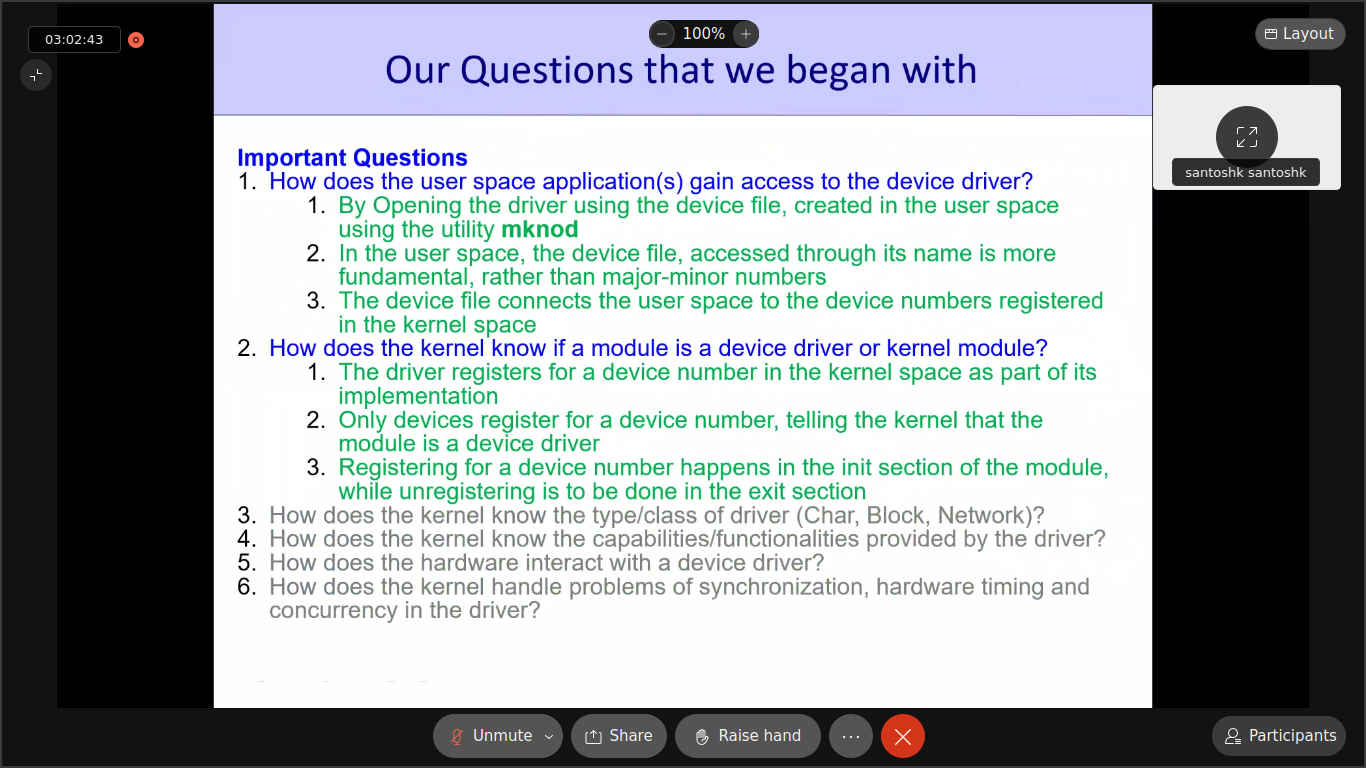 03:02:43
100%
Layout
Our Questions that we began with
santoshk santoshk
Important Questions
1. How does the user space application(s) gain access to the device driver?
1. By Opening the driver using the device file, created in the user space
using the utility mknod
2. In the user space, the device file, accessed through its name is more
fundamental, rather than major-minor numbers
3. The device file connects the user space to the device numbers registered
in the kernel space
2. How does the kernel know if a module is a device driver or kernel module?
1. The driver registers for a device number in the kernel space as part of its
implementation
2. Only devices register for a device number, telling the kernel that the
module is a device driver
3. Registering for a device number happens in the init section of the module,
while unregistering is to be done in the exit section
3. How does the kernel know the type/class of driver (Char, Block, Network)?
4. How does the kernel know the capabilities/functionalities provided by the driver?
5. How does the hardware interact with a device driver?
6. How does the kernel handle problems of synchronization, hardware timing and
concurrency in the driver?
Unmute
Share
Raise hand
Participants